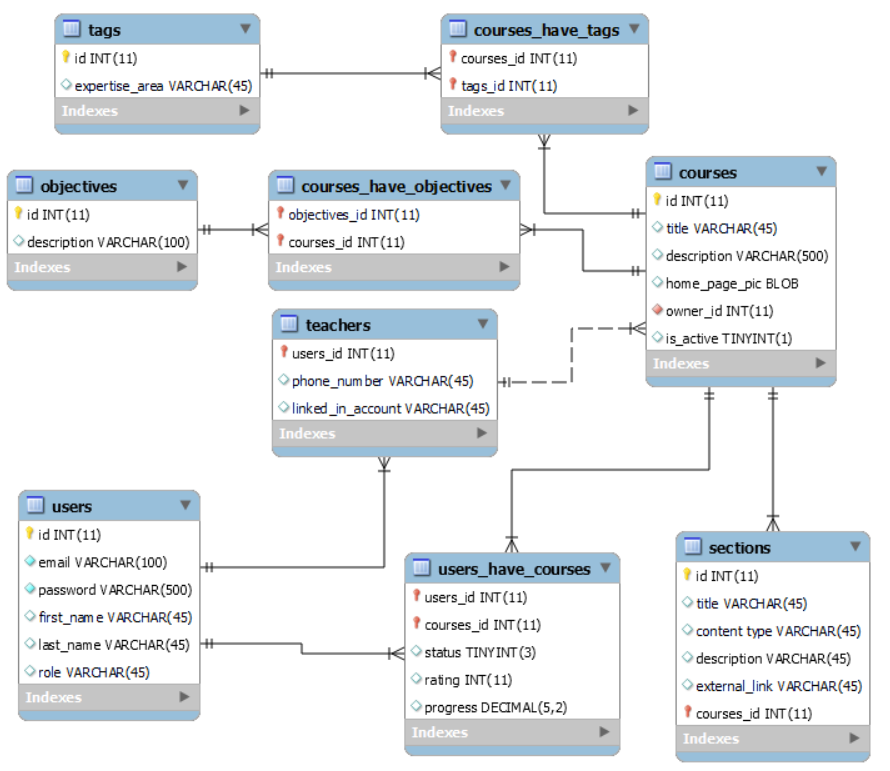 tags
id INT(11)
expertise_area VARCHAR(45)
Indexes
courses_have_tags
courses_id INT(11)
tags_id INT(11)
Indexes
courses
id INT(11)
title VARCHAR(45)
description VARCHAR(500)
home_page_pic BLOB
owner_id INT(11)
is_active TINYINT(1)
Indexes
objectives
id INT(11)
description VARCHAR(100)
Indexes
courses_have_objectives
objectives_id INT(11)
courses_id INT(11)
Indexes
teachers
users_id INT(11)
phone_number VARCHAR(45)
linked_in_account VARCHAR(45)
Indexes
users
id INT(11)
email VARCHAR(100)
password VARCHAR(500)
first_name VARCHAR(45)
last_name VARCHAR(45)
role VARCHAR(45)
Indexes
users_have_courses
users_id INT(11)
courses_id INT(11)
status TINYINT(3)
rating INT(11)
progress DECIMAL(5,2)
Indexes
sections
id INT(11)
title VARCHAR(45)
content type VARCHAR(45)
description VARCHAR(45)
external_link VARCHAR(45)
courses_id INT(11)
Indexes